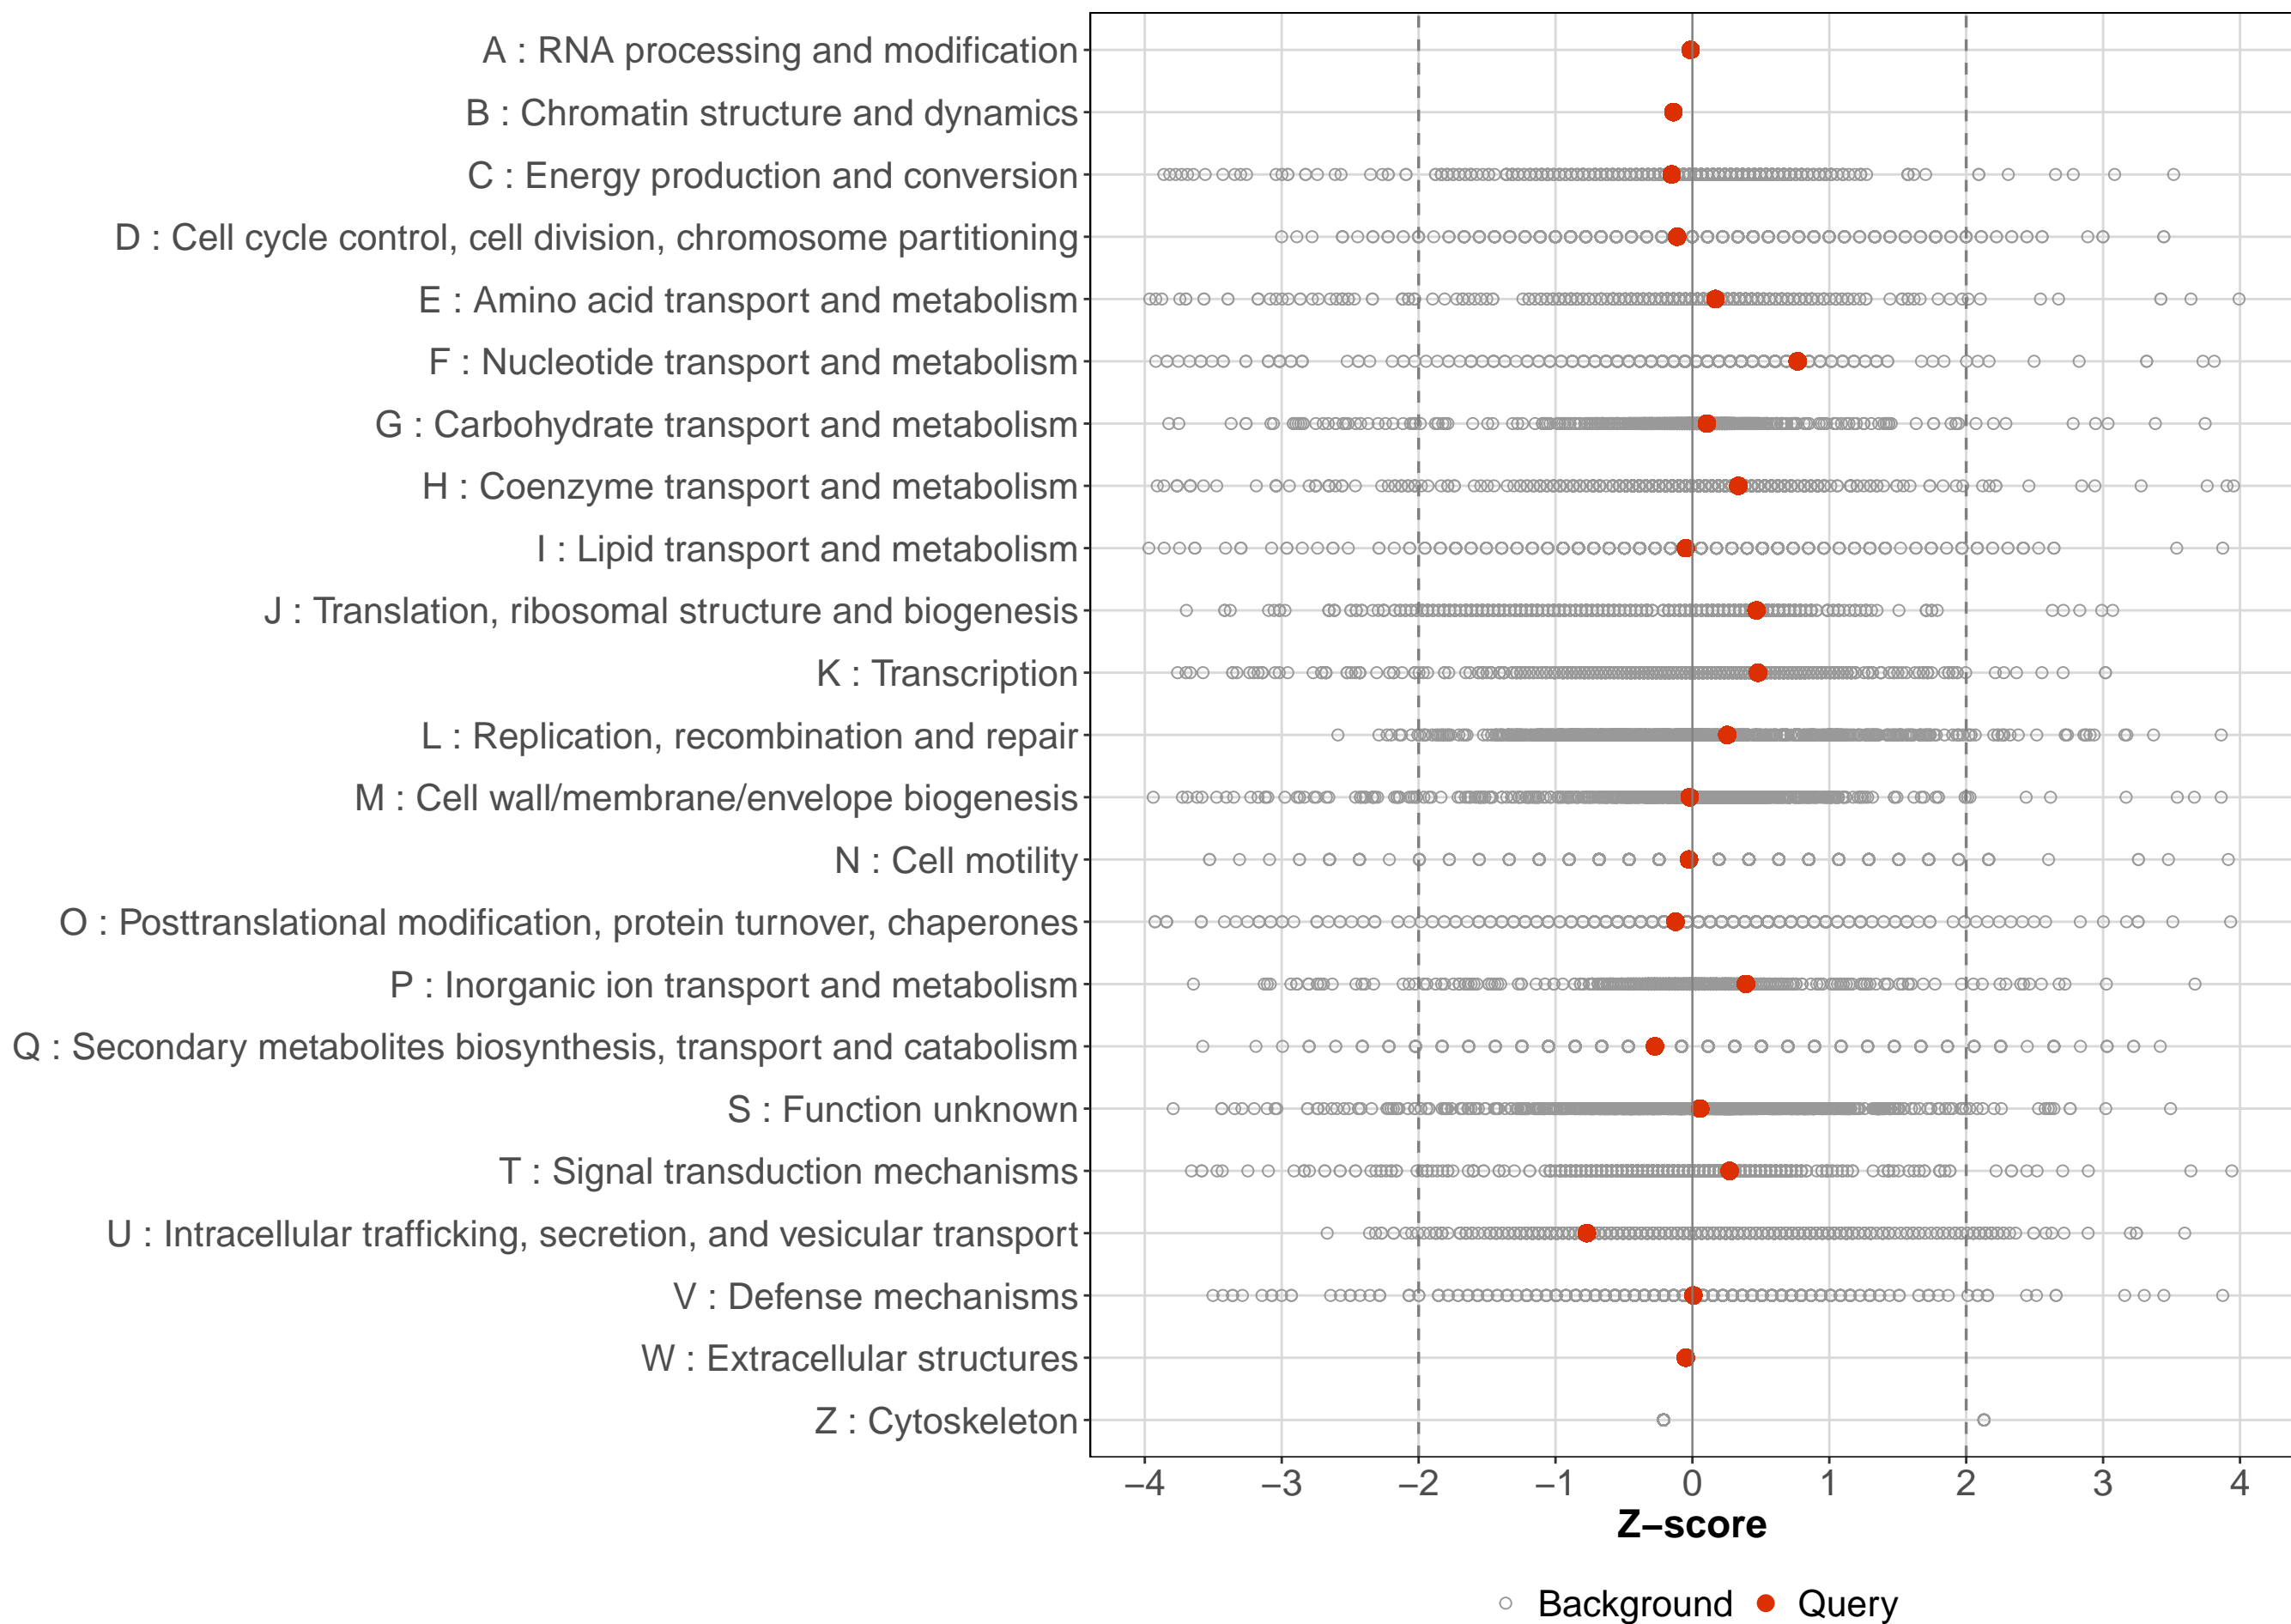 A : RNA processing and modification
B : Chromatin structure and dynamics
C : Energy production and conversion
D : Cell cycle control, cell division, chromosome partitioning
E : Amino acid transport and metabolism
F : Nucleotide transport and metabolism
G : Carbohydrate transport and metabolism
H : Coenzyme transport and metabolism
I : Lipid transport and metabolism
J : Translation, ribosomal structure and biogenesis
K : Transcription
L : Replication, recombination and repair
M : Cell wall/membrane/envelope biogenesis
N : Cell motility
O : Posttranslational modification, protein turnover, chaperones
P : Inorganic ion transport and metabolism
Q : Secondary metabolites biosynthesis, transport and catabolism
S : Function unknown
T : Signal transduction mechanisms
U : Intracellular trafficking, secretion, and vesicular transport
V : Defense mechanisms
W : Extracellular structures
Z : Cytoskeleton
−4 −3 −2 −1 0 1 2 3 4
Z−score
Background Query